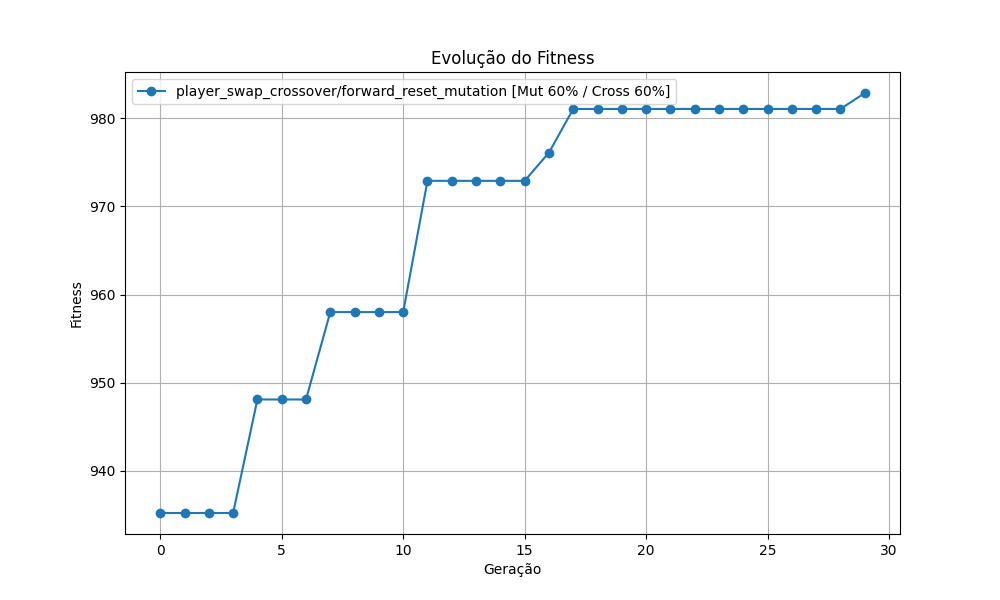 Evolução do Fitness
player_swap_crossover/forward_reset_mutation [Mut 60% / Cross 60%]
980
970
960
950
940
Fitness
0 5 10 15 20 25 30
Geração